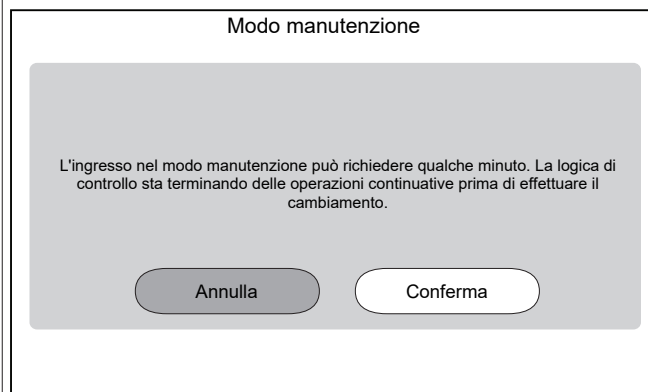 Modo manutenzione
L'ingresso nel modo manutenzione può richiedere qualche minuto. La logica di
controllo sta terminando delle operazioni continuative prima di effettuare il
cambiamento.
Annulla Conferma